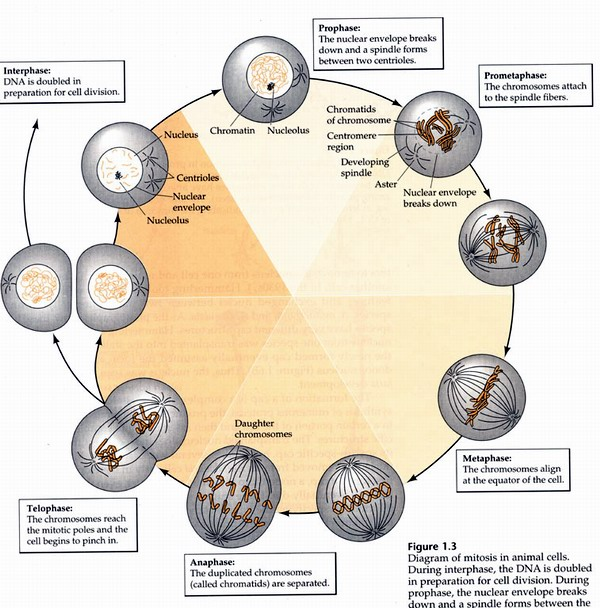 Prophase:
The nuclear envelope breaks
down and a spindle forms
between two centrioles.
Interphase:
DNA is doubled in
preparation for cell division.
Prometaphase:
The chromosomes attach
to the spindle fibers.
Chromatids
of chromosome
Centromere
region
Developing
spindle
Aster
Nuclear envelope
breaks down
Chromatin
Nucleolus
Nucleus
Centrioles
Nuclear
envelope
Nucleolus
Daughter
chromosomes
Metaphase:
The chromosomes align
at the equator of the cell.
Telophase:
The chromosomes reach
the mitotic poles and the
cell begins to pinch in.
Anaphase:
The duplicated chromosomes
(called chromatids) are separated.
Figure 1.3
Diagram of mitosis in animal cells.
During interphase, the DNA is doubled
in preparation for cell division. During
prophase, the nuclear envelope breaks
down and a spindle forms between the